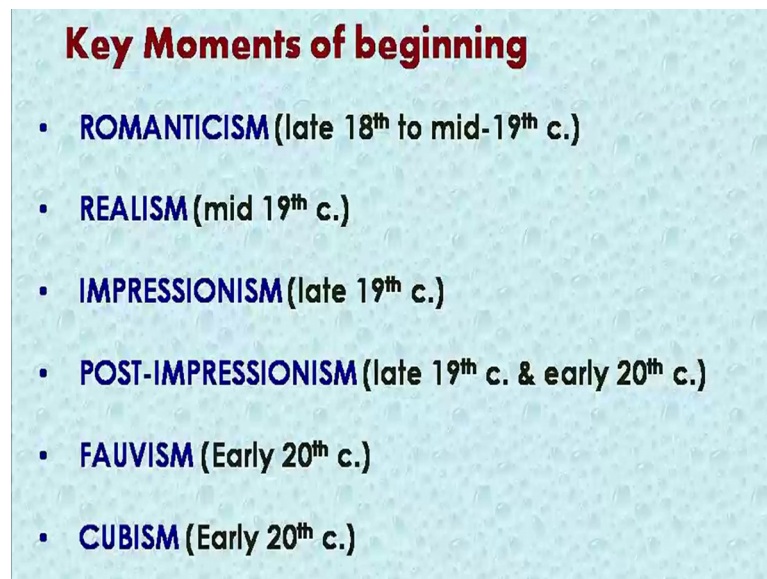 Key Moments of beginning
• ROMANTICISM (late 18th to mid-19th c.)
• REALISM (mid 19th c.)
• IMPRESSIONISM (late 19th c.)
• POST-IMPRESSIONISM (late 19th c. & early 20th c.)
• FAUVISM (Early 20th c.)
• CUBISM (Early 20th c.)